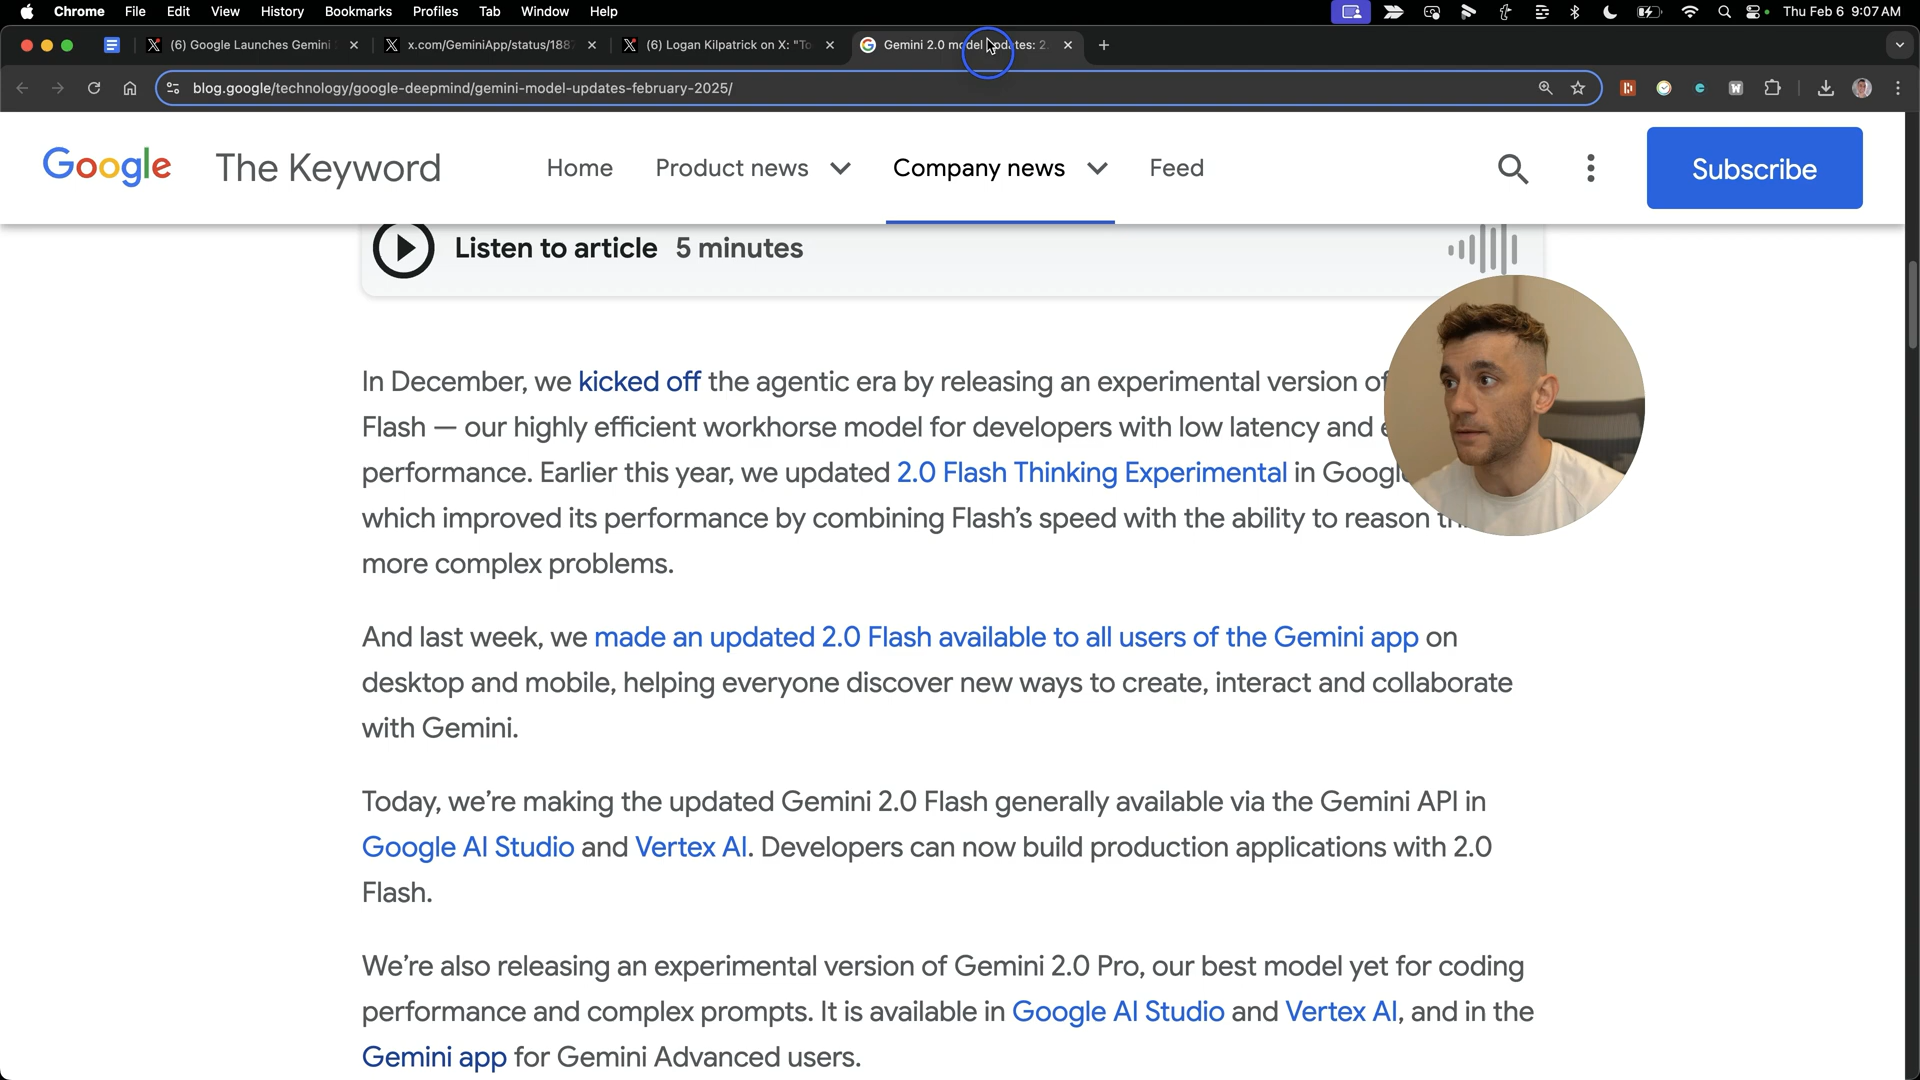 Chrome File Edit View History Bookmarks Profiles Tab Window Help
Thu Feb 6 9:07 AM
(6) Google Launches Gemini
x.com/GeminiApp/status/188
(6) Logan Kilpatrick on X: "To
Gemini 2.0 model updates: 2
blog.google/technology/google-deepmind/gemini-model-updates-february-2025/
Google The Keyword
Home Product news Company news Feed
Subscribe
Listen to article 5 minutes
In December, we kicked off the agentic era by releasing an experimental version of
Flash — our highly efficient workhorse model for developers with low latency and
performance. Earlier this year, we updated 2.0 Flash Thinking Experimental in Google
which improved its performance by combining Flash's speed with the ability to reason
more complex problems.
And last week, we made an updated 2.0 Flash available to all users of the Gemini app on
desktop and mobile, helping everyone discover new ways to create, interact and collaborate
with Gemini.
Today, we're making the updated Gemini 2.0 Flash generally available via the Gemini API in
Google AI Studio and Vertex AI. Developers can now build production applications with 2.0
Flash.
We're also releasing an experimental version of Gemini 2.0 Pro, our best model yet for coding
performance and complex prompts. It is available in Google AI Studio and Vertex AI, and in the
Gemini app for Gemini Advanced users.